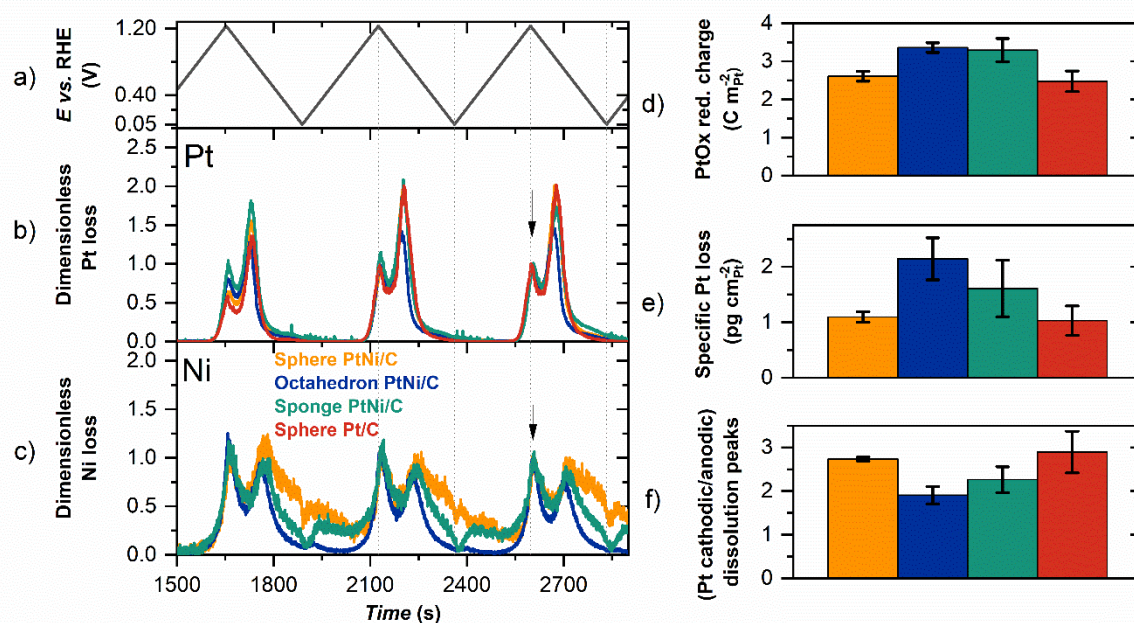 a)
E vs. RHE
(V)
1.20
0.40
0.05
b)
Dimensionless
Pt loss
2.5
2.0
1.5
1.0
0.5
0.0
Pt
c)
Dimensionless
Ni loss
2.0
1.5
1.0
0.5
0.0
Ni
Sphere PtNi/C
Octahedron PtNi/C
Sponge PtNi/C
Sphere Pt/C
1500 1800 2100 2400 2700
Time (s)
d)
PtOx red. charge
(C m⁻²Pt)
4
3
2
1
0
e)
Specific Pt loss
(pg cm⁻²Pt)
2
1
0
f)
(Pt cathodic/anodic)
dissolution peaks
3
2
1
0